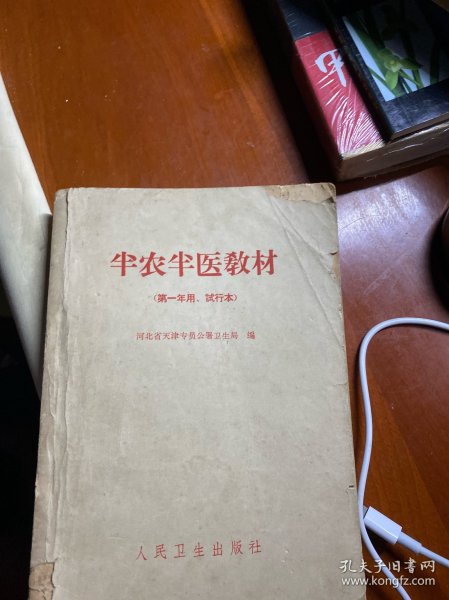 半农半医教材
(第一年用、試行本)
河北省天津专员公署卫生局 编
人民卫生出版社
孔夫子旧书网
www.kongfz.com